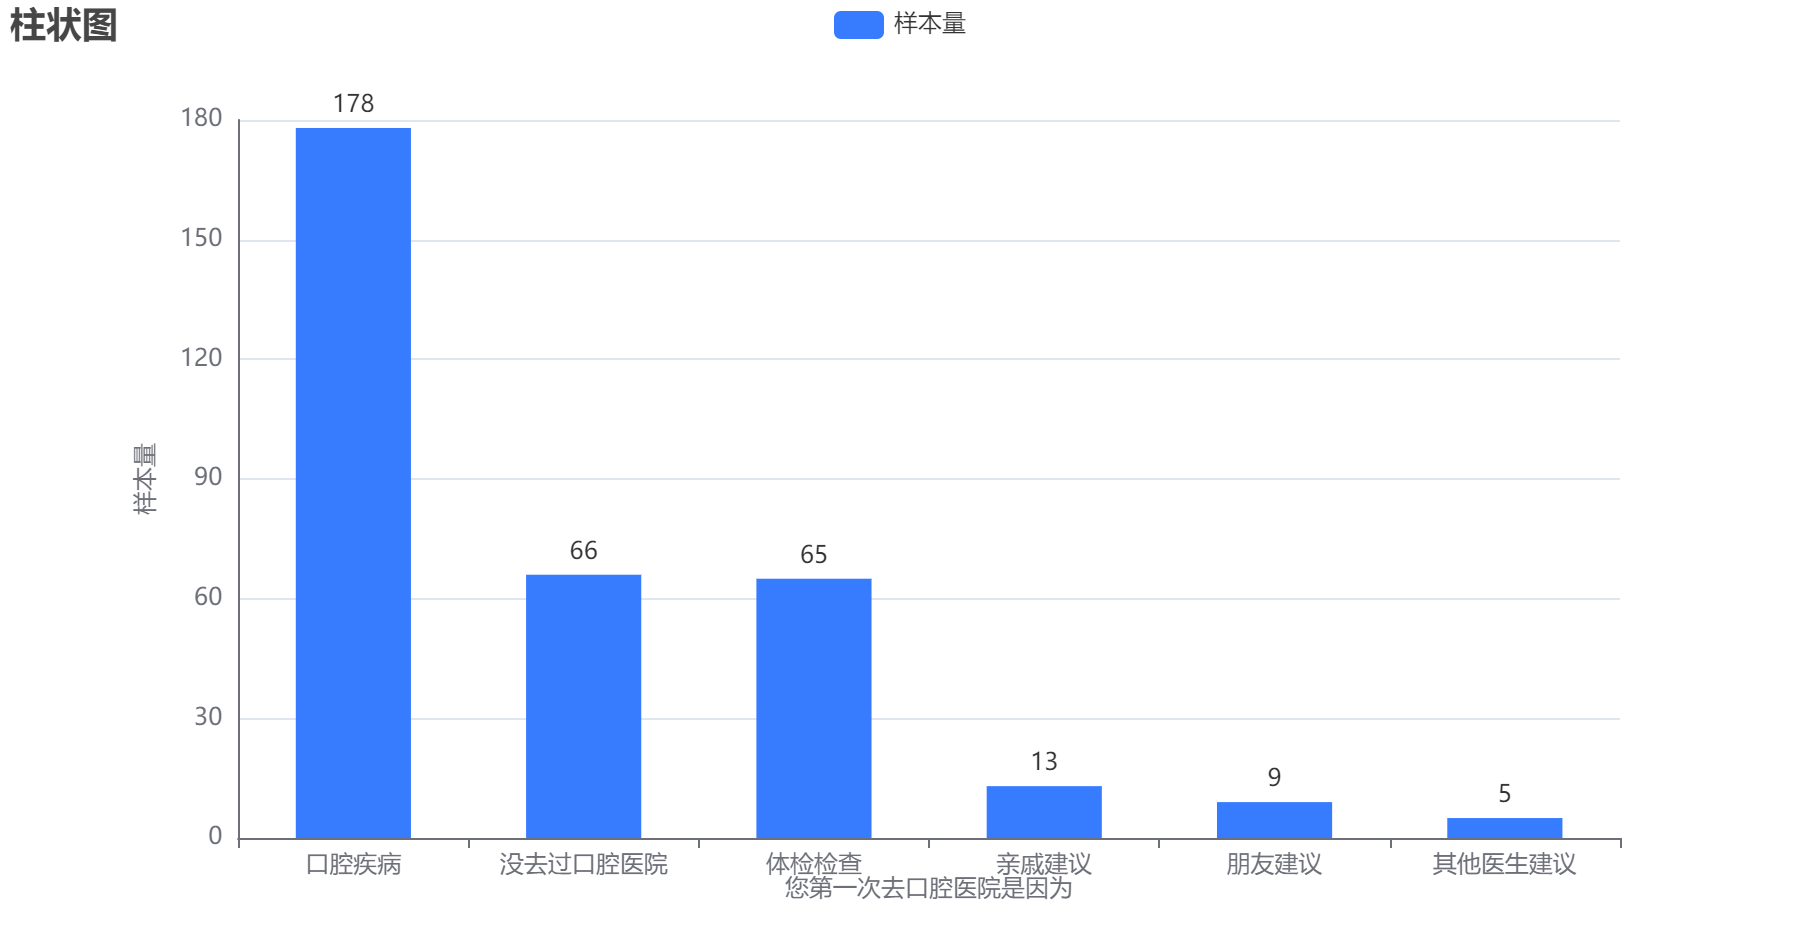 柱状图
样本量
178
180
150
120
90
60
30
0
样本量
66
65
13
9
5
口腔疾病
没去过口腔医院
体检检查
亲戚建议
朋友建议
其他医生建议
您第一次去口腔医院是因为